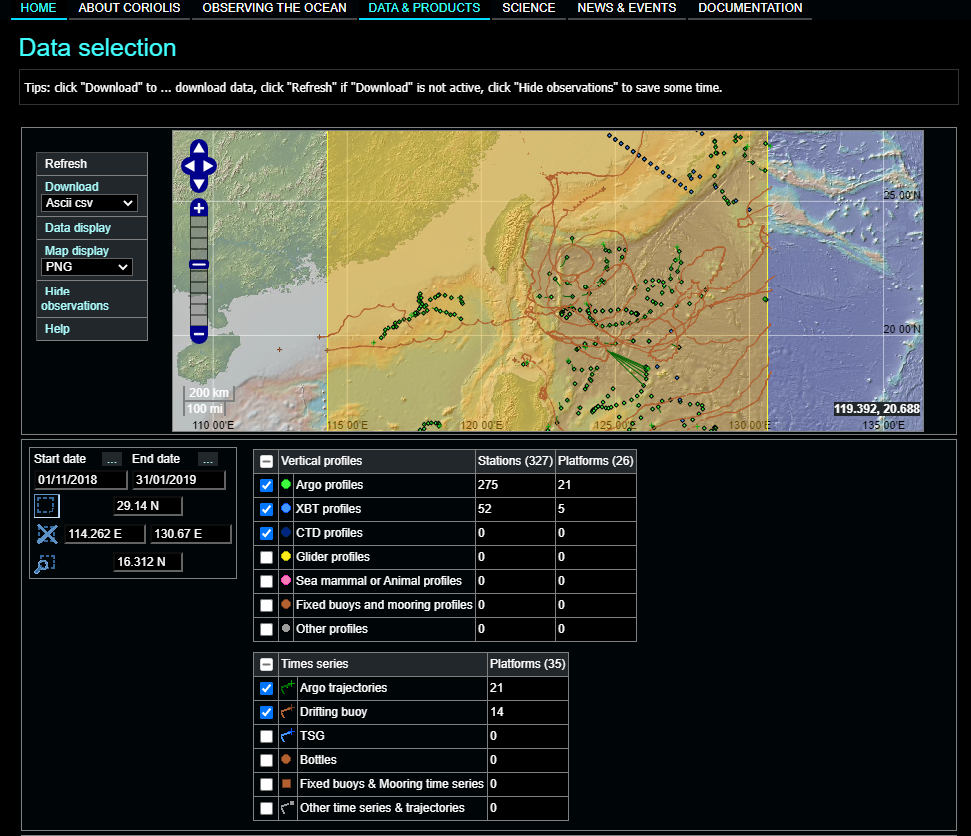 HOME ABOUT CORIOLIS OBSERVING THE OCEAN DATA & PRODUCTS SCIENCE NEWS & EVENTS DOCUMENTATION
Data selection
Tips: click "Download" to ... download data, click "Refresh" if "Download" is not active, click "Hide observations" to save some time.
Refresh
Download
Ascii csv
Data display
Map display
PNG
Hide
observations
Help
25 00'N
20 00'N
200 km
100 mi
119.392, 20.688
110 00'E 115 00'E 120 00'E 125 00'E 130 00'E 135 00'E
Start date ... End date ...
01/11/2018 31/01/2019
29.14 N
114.262 E 130.67 E
16.312 N
Vertical profiles Stations (327) Platforms (26)
Argo profiles 275 21
XBT profiles 52 5
CTD profiles 0 0
Glider profiles 0 0
Sea mammal or Animal profiles 0 0
Fixed buoys and mooring profiles 0 0
Other profiles 0 0
Times series Platforms (35)
Argo trajectories 21
Drifting buoy 14
TSG 0
Bottles 0
Fixed buoys & Mooring time series 0
Other time series & trajectories 0